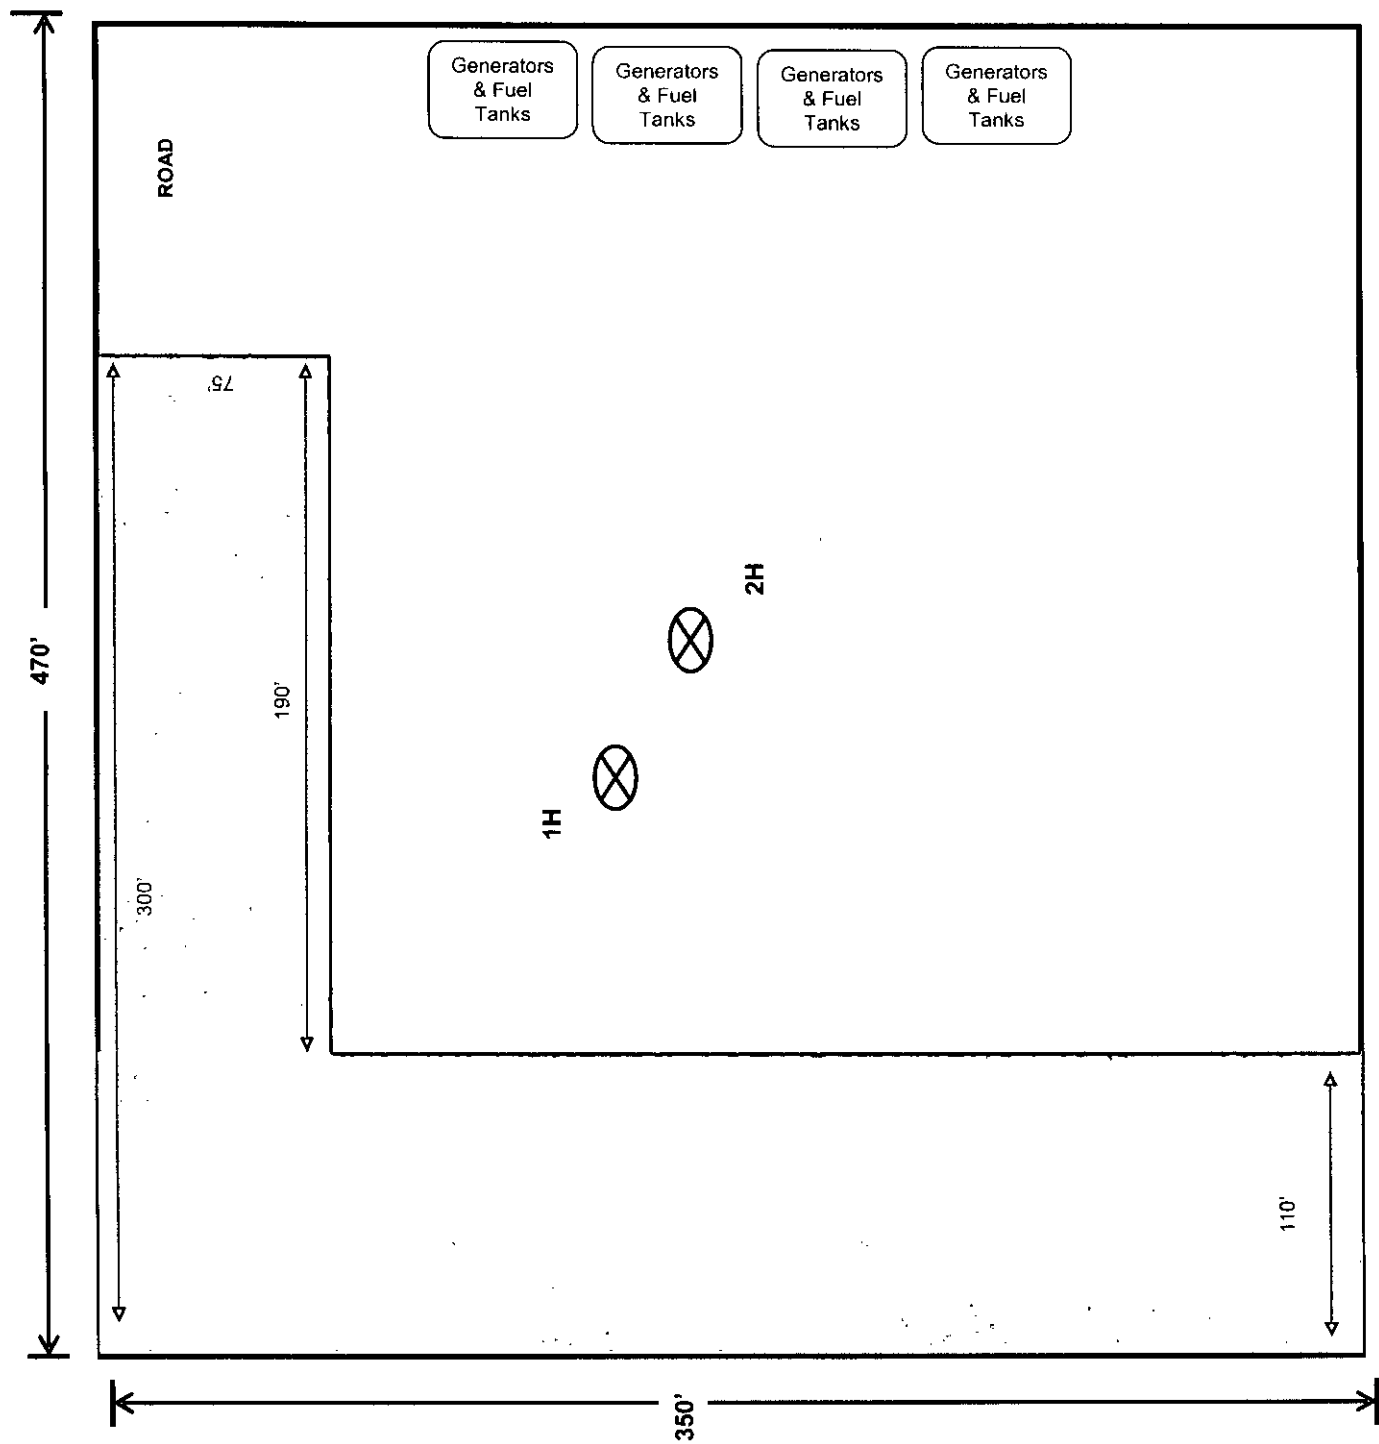 Generators
& Fuel
Tanks
Generators
& Fuel
Tanks
Generators
& Fuel
Tanks
Generators
& Fuel
Tanks
ROAD
75'
470'
190'
2H
1H
300'
110'
350'